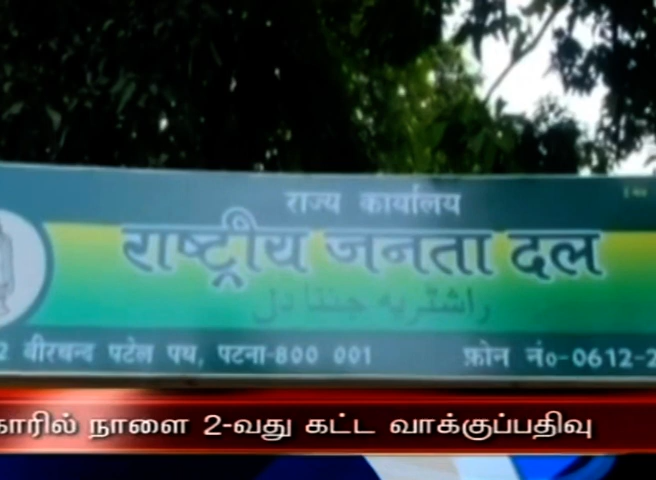 राज्य कार्यालय
राष्ट्रीय जनता दल
راشٹریہ جنتا دل
2 वीरचन्द पटेल पथ, पटना-800 001 फ़ोन नं०-0612-2
காரில் நாளை 2-வது கட்ட வாக்குப்பதிவு